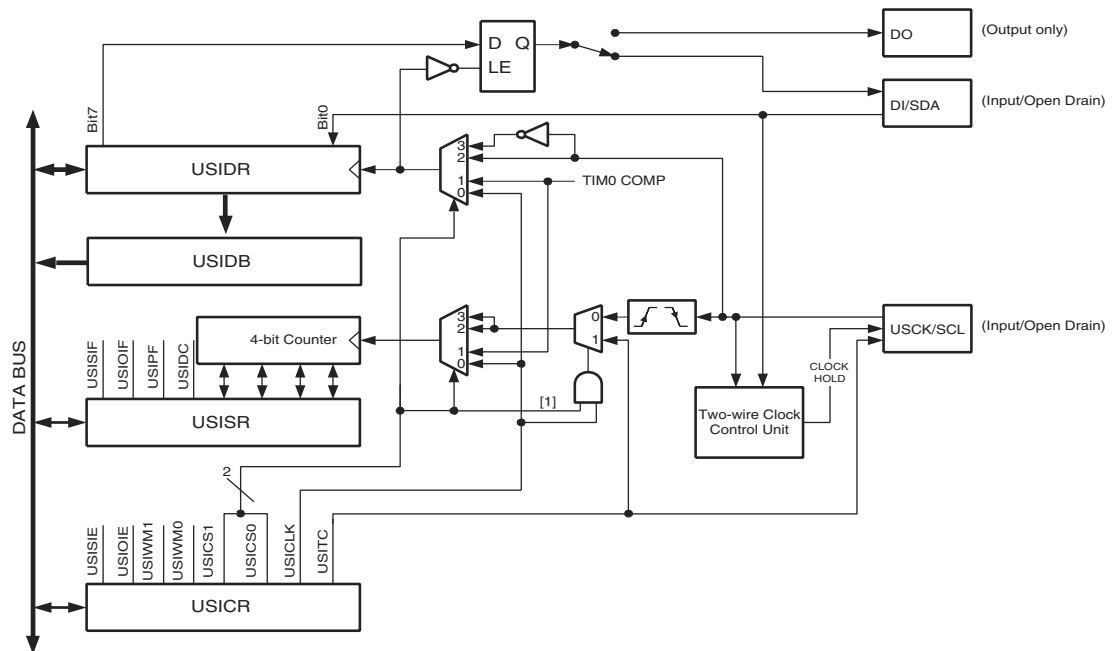 DO
(Output only)
D Q
LE
DI/SDA
(Input/Open Drain)
Bit7
Bit0
USIDR
3
2
1
0
TIM0 COMP
USIDB
DATA BUS
USISIF
USIOIF
USIPF
USIDC
4-bit Counter
3
2
1
0
0
1
USCK/SCL
(Input/Open Drain)
CLOCK
HOLD
[1]
Two-wire Clock
Control Unit
USISR
2
USISIE
USIOIE
USIWM1
USIWM0
USICS1
USICS0
USICLK
USITC
USICR